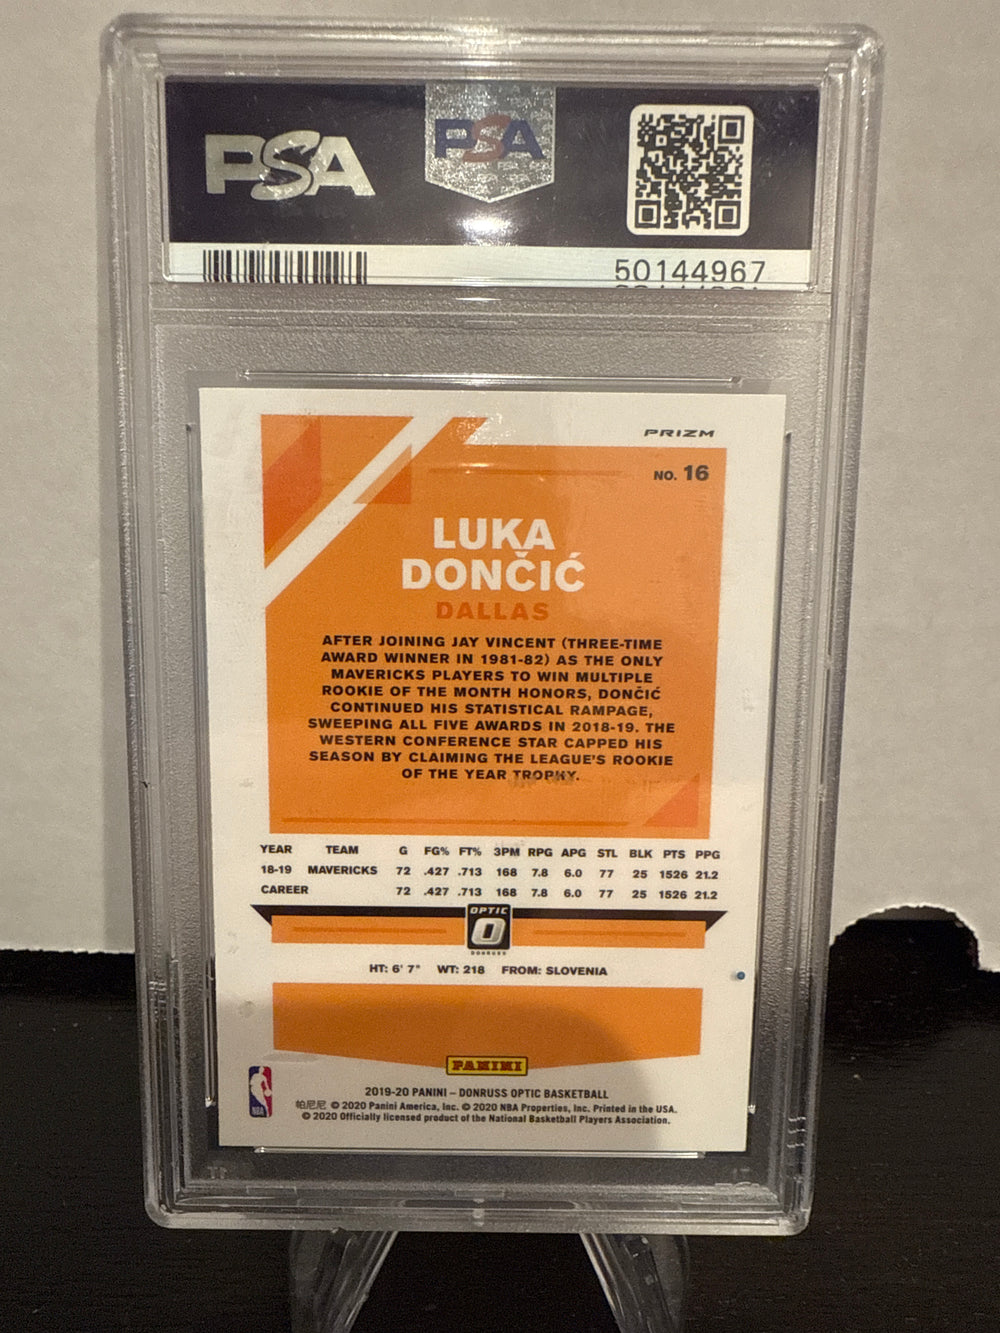 PSA
PSA
50144967
PRIZM
NO. 16
LUKA
DONČIĆ
DALLAS
AFTER JOINING JAY VINCENT (THREE-TIME
AWARD WINNER IN 1981-82) AS THE ONLY
MAVERICKS PLAYERS TO WIN MULTIPLE
ROOKIE OF THE MONTH HONORS, DONČIĆ
CONTINUED HIS STATISTICAL RAMPAGE,
SWEEPING ALL FIVE AWARDS IN 2018-19. THE
WESTERN CONFERENCE STAR CAPPED HIS
SEASON BY CLAIMING THE LEAGUE'S ROOKIE
OF THE YEAR TROPHY.
YEAR TEAM G FG% FT% 3PM RPG APG STL BLK PTS PPG
18-19 MAVERICKS 72 .427 .713 168 7.8 6.0 77 25 1526 21.2
CAREER 72 .427 .713 168 7.8 6.0 77 25 1526 21.2
OPTIC
DONRUSS
HT: 6' 7" WT: 218 FROM: SLOVENIA
PANINI
2019-20 PANINI – DONRUSS OPTIC BASKETBALL
帕尼尼 © 2020 Panini America, Inc. © 2020 NBA Properties, Inc. Printed in the USA.
© 2020 Officially licensed product of the National Basketball Players Association.
NBA